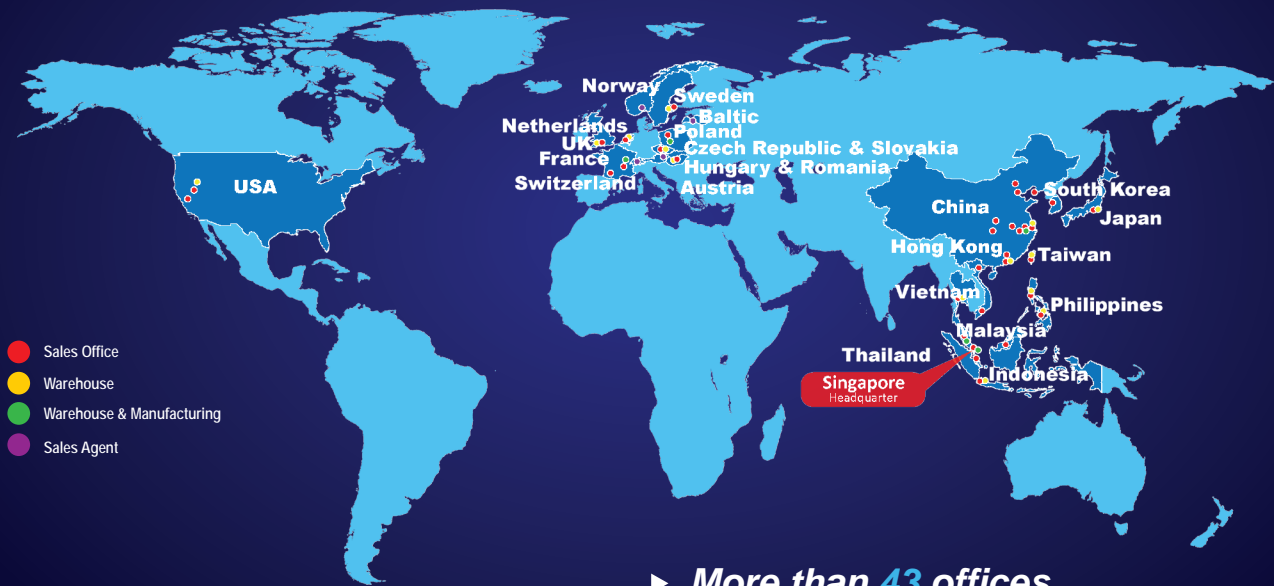 Norway
Sweden
Baltic
Netherlands
Poland
UK
Czech Republic & Slovakia
France
Hungary & Romania
Switzerland
Austria
USA
South Korea
China
Japan
Hong Kong
Taiwan
Vietnam
Philippines
Malaysia
Thailand
Indonesia
Singapore
Headquarter
Sales Office
Warehouse
Warehouse & Manufacturing
Sales Agent
More than 43 offices